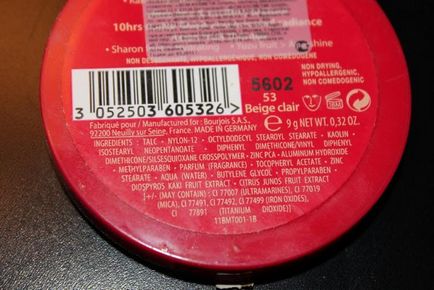 10hrs
• Sharon
Yuzu fruit > A
shine
NON DRYING,
HYPOALLERGENIC,
NON COMEDOGENIC
5602
53
3 052503 605326 >
Beige clair
℮ 9 g NT. WT. 0,32 OZ.
Fabriqué pour / Manufactured for : Bourjois S.A.S.
92200 Neuilly sur Seine, France. MADE IN GERMANY
INGREDIENTS : TALC • NYLON-12 • OCTYLDODECYL STEAROYL STEARATE • KAOLIN •
ISOSTEARYL NEOPENTANOATE • DIPHENYL DIMETHICONE/VINYL DIPHENYL
DIMETHICONE/SILSESQUIOXANE CROSSPOLYMER • ZINC PCA • ALUMINUM HYDROXIDE
• METHYLPARABEN • PARFUM (FRAGRANCE) • TOCOPHERYL ACETATE • ZINC
STEARATE • AQUA (WATER) • BUTYLENE GLYCOL • PROPYLPARABEN •
DIOSPYROS KAKI FRUIT EXTRACT • CITRUS JUNOS FRUIT EXTRACT •
[+/- (MAY CONTAIN) CI 77007 (ULTRAMARINES), CI 77019
(MICA), CI 77491, CI 77492, CI 77499 (IRON OXIDES),
CI 77891 (TITANIUM DIOXIDE)]
11BMT001-1B